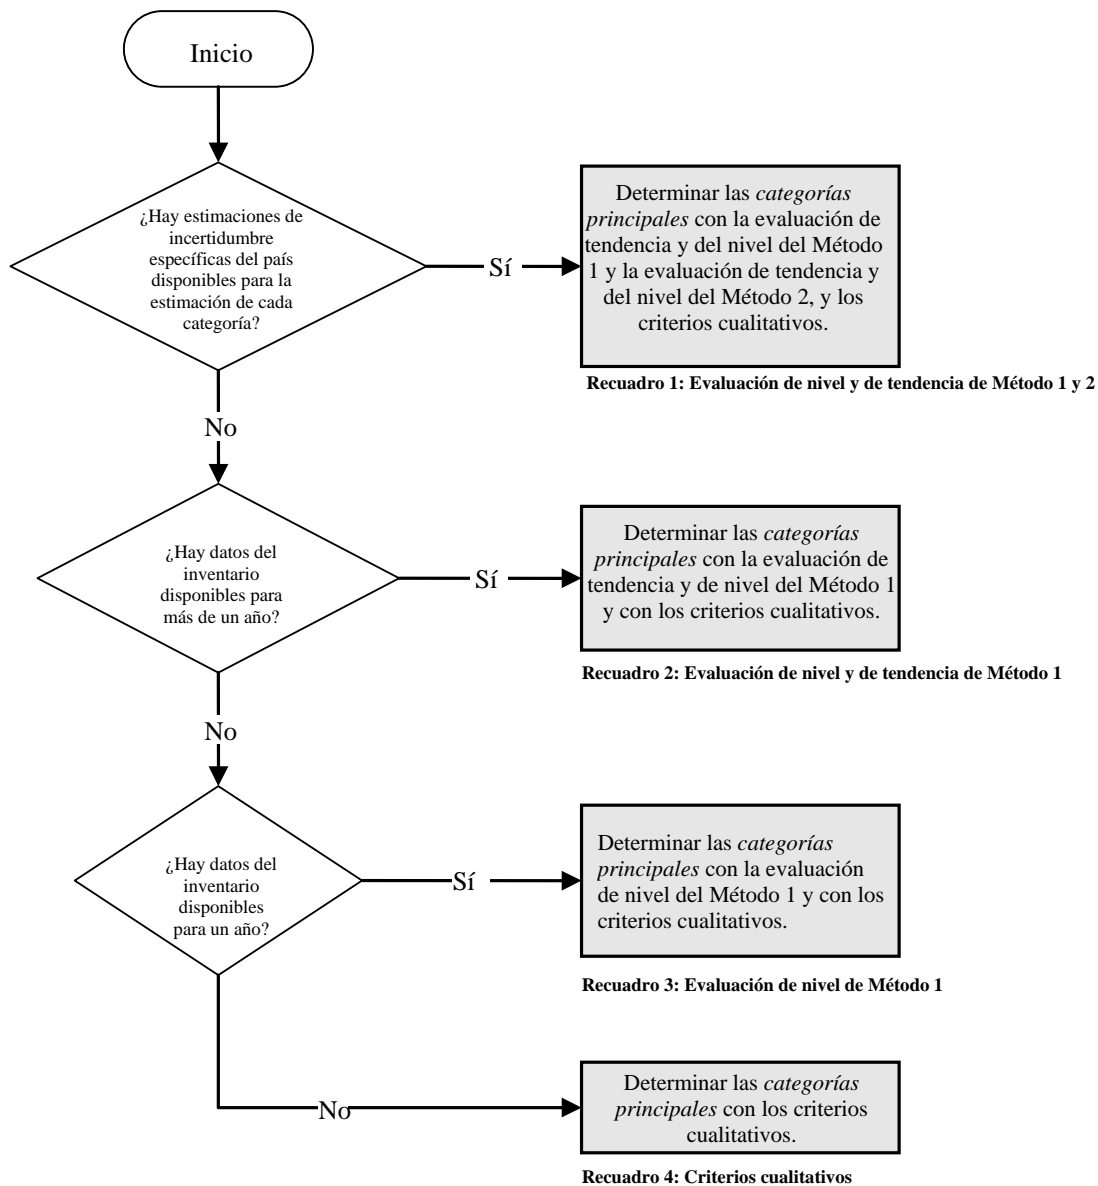 Inicio
¿Hay estimaciones de
incertidumbre
específicas del país
disponibles para la
estimación de cada
categoría?
Sí
Determinar las categorías
principales con la evaluación de
tendencia y del nivel del Método
1 y la evaluación de tendencia y
del nivel del Método 2, y los
criterios cualitativos.
Recuadro 1: Evaluación de nivel y de tendencia de Método 1 y 2
No
¿Hay datos del
inventario
disponibles para
más de un año?
Sí
Determinar las categorías
principales con la evaluación de
tendencia y de nivel del Método 1
y con los criterios cualitativos.
Recuadro 2: Evaluación de nivel y de tendencia de Método 1
No
¿Hay datos del
inventario
disponibles
para un año?
Sí
Determinar las categorías
principales con la evaluación
de nivel del Método 1 y con los
criterios cualitativos.
Recuadro 3: Evaluación de nivel de Método 1
No
Determinar las categorías
principales con los criterios
cualitativos.
Recuadro 4: Criterios cualitativos